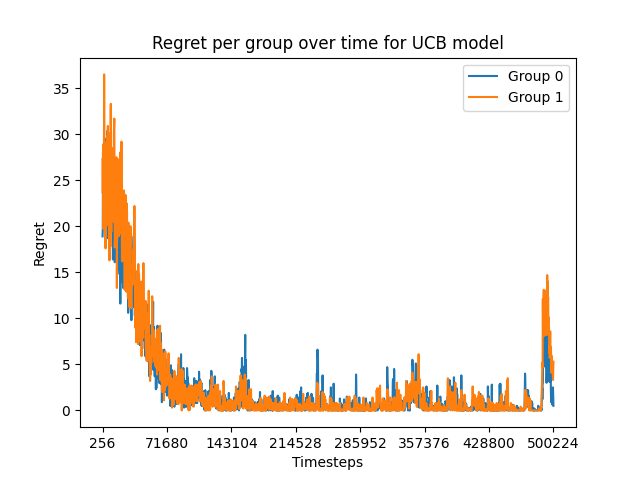 Regret per group over time for UCB model
Group 0
Group 1
35
30
25
20
15
10
5
0
Regret
256 71680 143104 214528 285952 357376 428800 500224
Timesteps